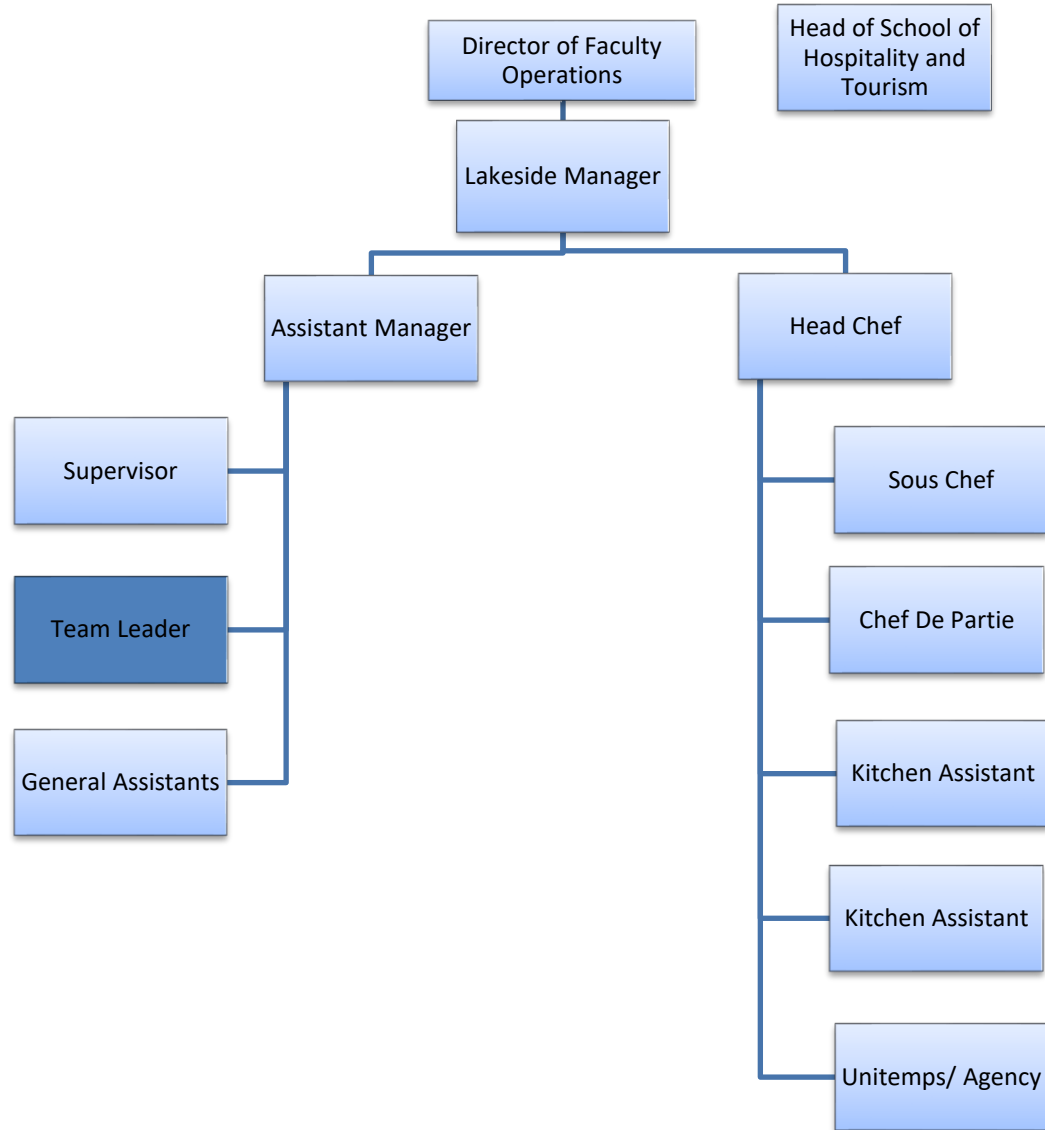 Director of Faculty
Operations
Head of School of
Hospitality and
Tourism
Lakeside Manager
Assistant Manager
Head Chef
Supervisor
Sous Chef
Team Leader
Chef De Partie
General Assistants
Kitchen Assistant
Kitchen Assistant
Unitemps/ Agency